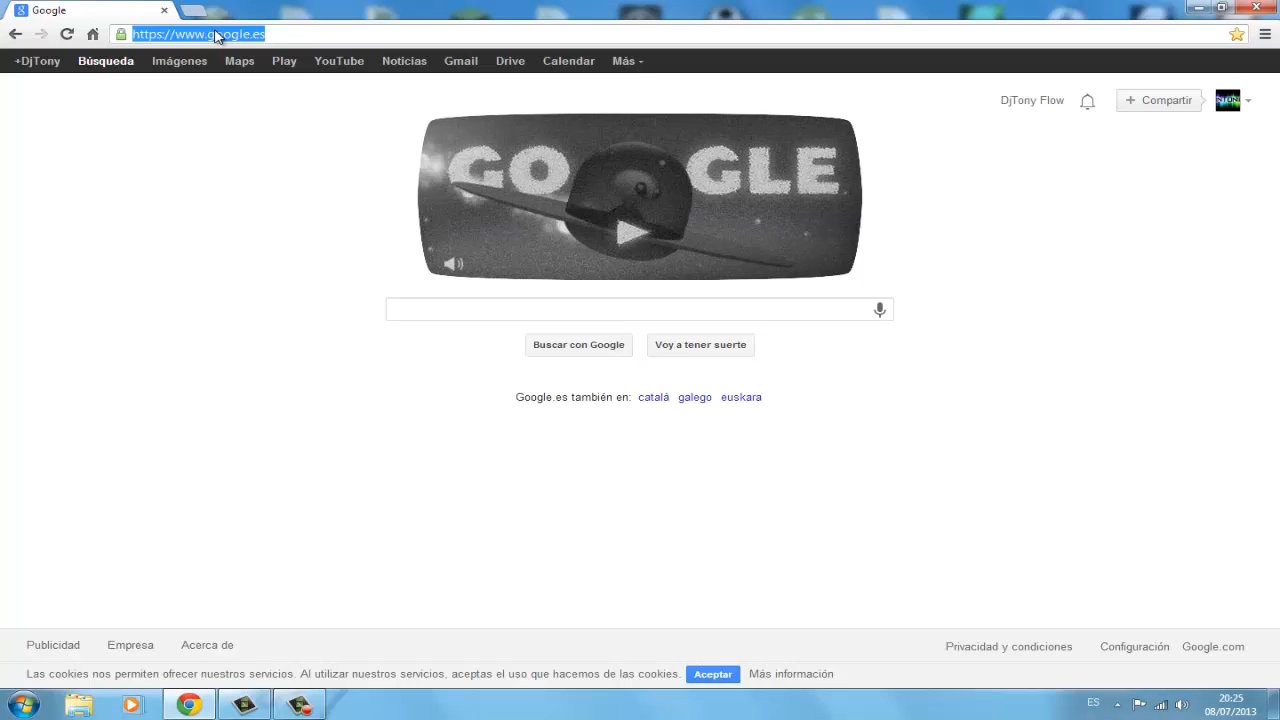 Google
https://www.google.es
+DjTony Búsqueda Imágenes Maps Play YouTube Noticias Gmail Drive Calendar Más
DjTony Flow + Compartir
GOOGLE
Buscar con Google Voy a tener suerte
Google.es también en: català galego euskara
Publicidad Empresa Acerca de Privacidad y condiciones Configuración Google.com
Las cookies nos permiten ofrecer nuestros servicios. Al utilizar nuestros servicios, aceptas el uso que hacemos de las cookies. Aceptar Más información
ES 20:25
08/07/2013